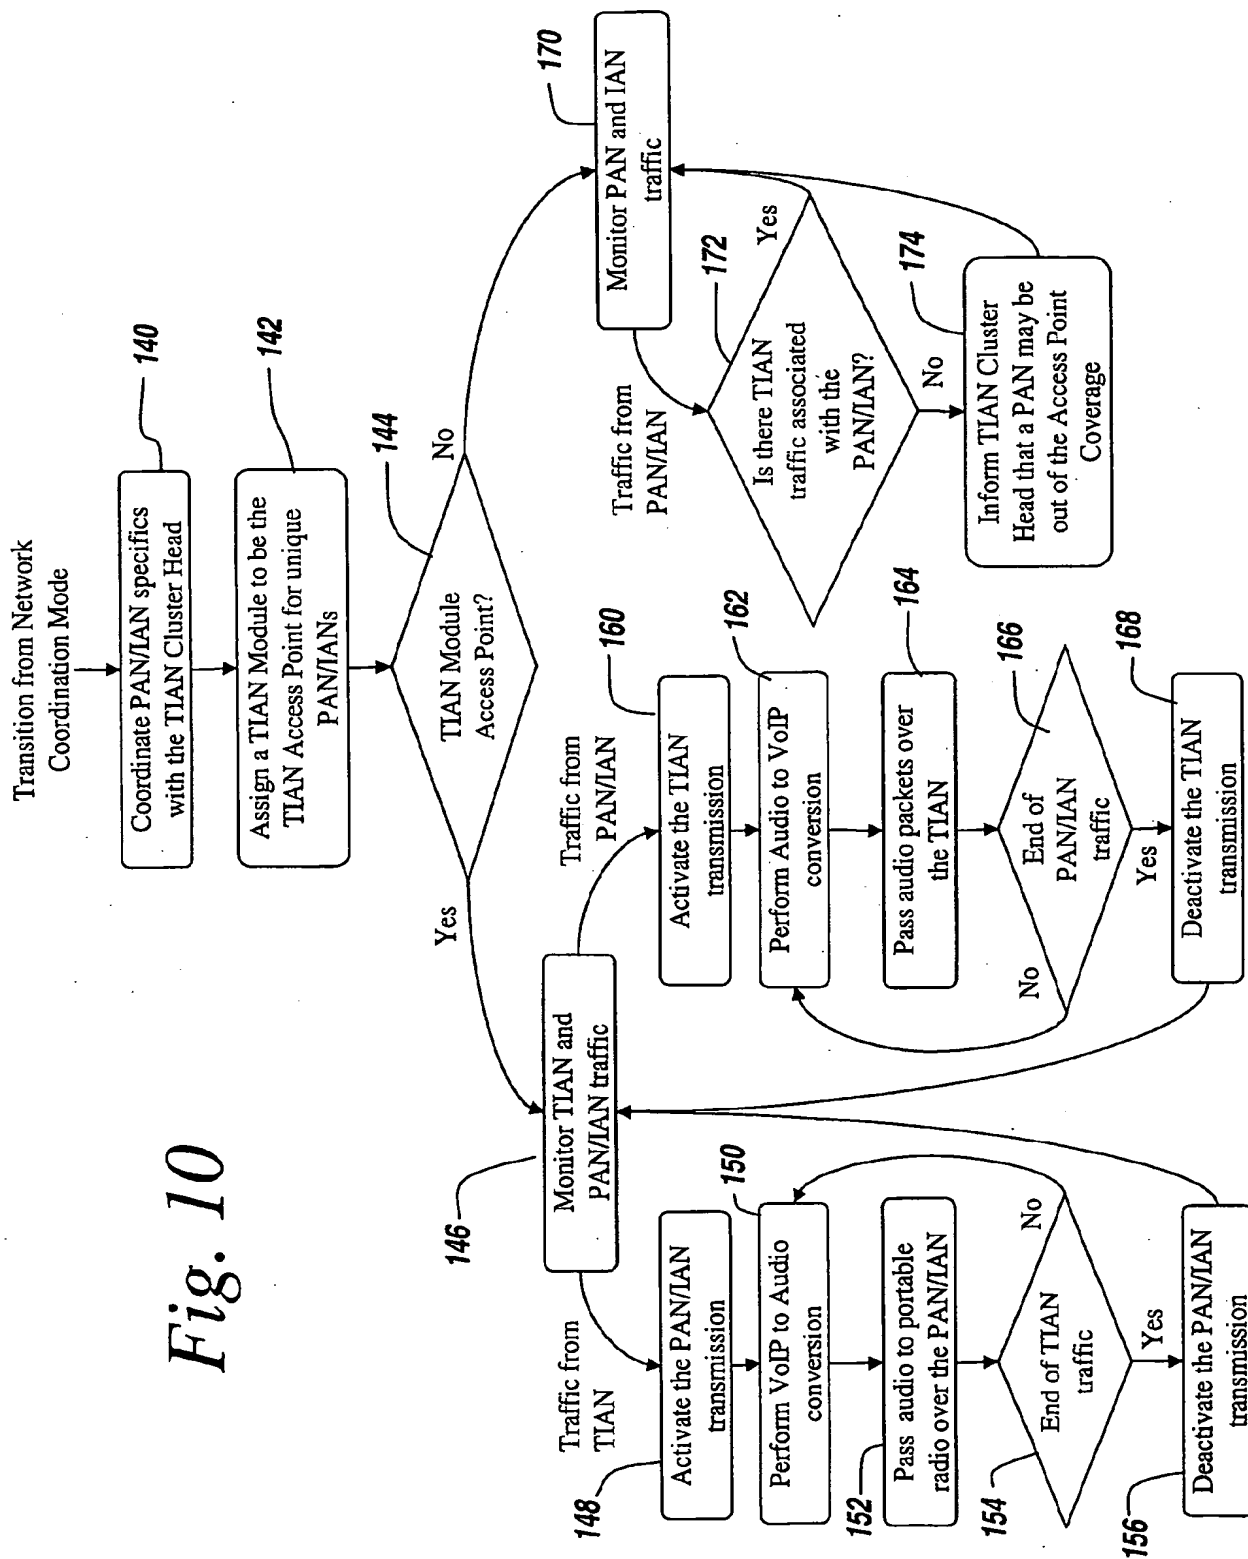 Fig. 10
Transition from Network
Coordination Mode
140
Coordinate PAN/IAN specifics
with the TIAN Cluster Head
142
Assign a TIAN Module to be the
TIAN Access Point for unique
PAN/IANs
144
TIAN Module
Access Point?
Yes
No
146
Monitor TIAN and
PAN/IAN traffic
Traffic from
TIAN
148
Activate the PAN/IAN
transmission
150
Perform VoIP to Audio
conversion
152
Pass audio to portable
radio over the PAN/IAN
154
End of TIAN
traffic
No
Yes
156
Deactivate the PAN/IAN
transmission
Traffic from
PAN/IAN
160
Activate the TIAN
transmission
162
Perform Audio to VoIP
conversion
164
Pass audio packets over
the TIAN
166
End of
PAN/IAN
traffic
No
Yes
168
Deactivate the TIAN
transmission
170
Monitor PAN and IAN
traffic
Traffic from
PAN/IAN
172
Is there TIAN
traffic associated
with the
PAN/IAN?
Yes
No
174
Inform TIAN Cluster
Head that a PAN may be
out of the Access Point
Coverage